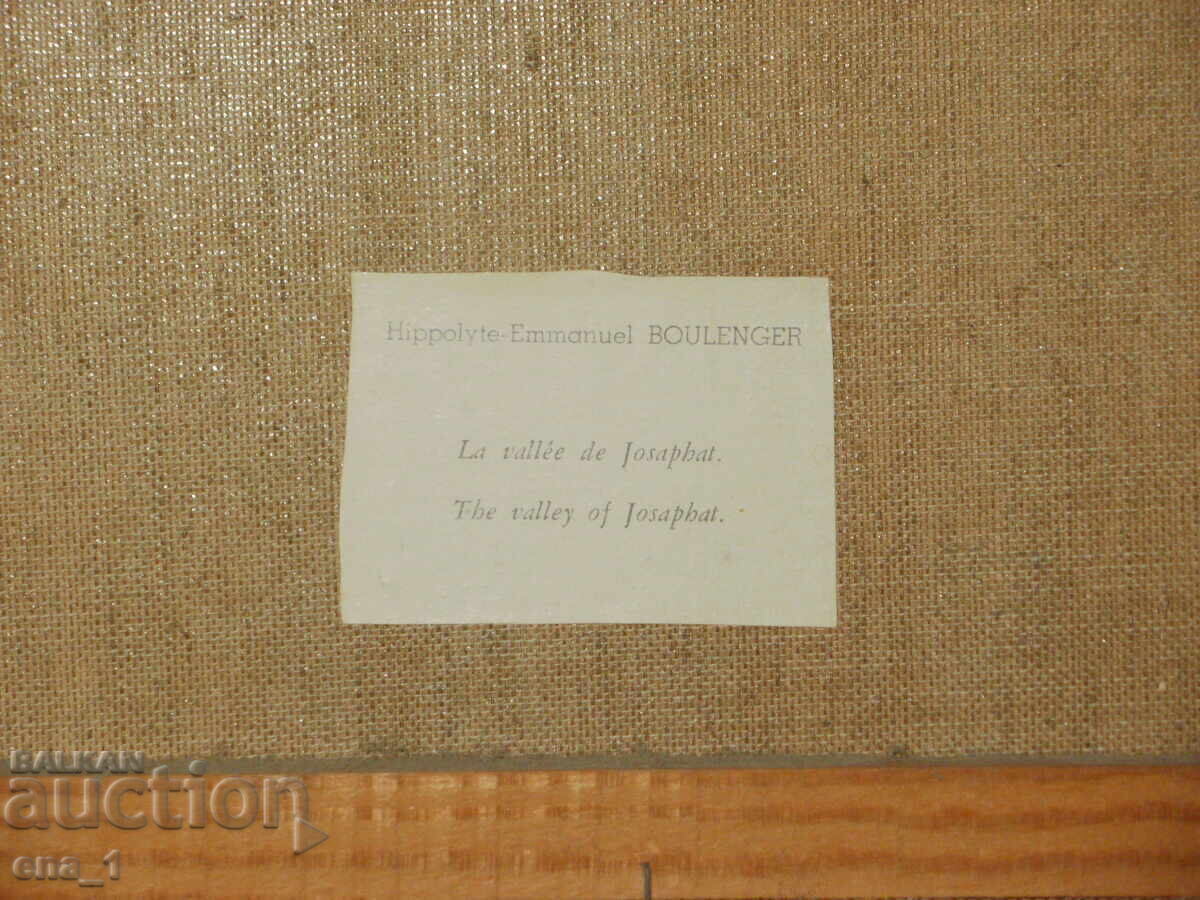 Hippolyte-Emmanuel BOULENGER
La vallée de Josaphat.
The valley of Josaphat.
BALKAN
auction
ena_1